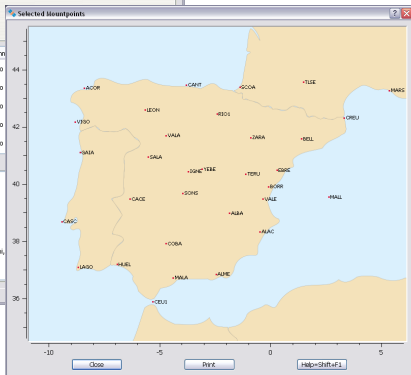 Selected Mountpoints
44
42
40
38
36
ACOR
CANT
SCOA
TLSE
MARS
LEON
RIO1
CREU
VIGO
VALA
ZARA
BELL
GAIA
SALA
IGNE
YEBE
TERU
EBRE
BORR
CACE
SONS
VALE
MALL
ALBA
CASC
COBA
ALAC
LAGO
HUEL
MALA
ALME
CEU1
-10
-5
0
5
Close
Print
Help=Shift+F1